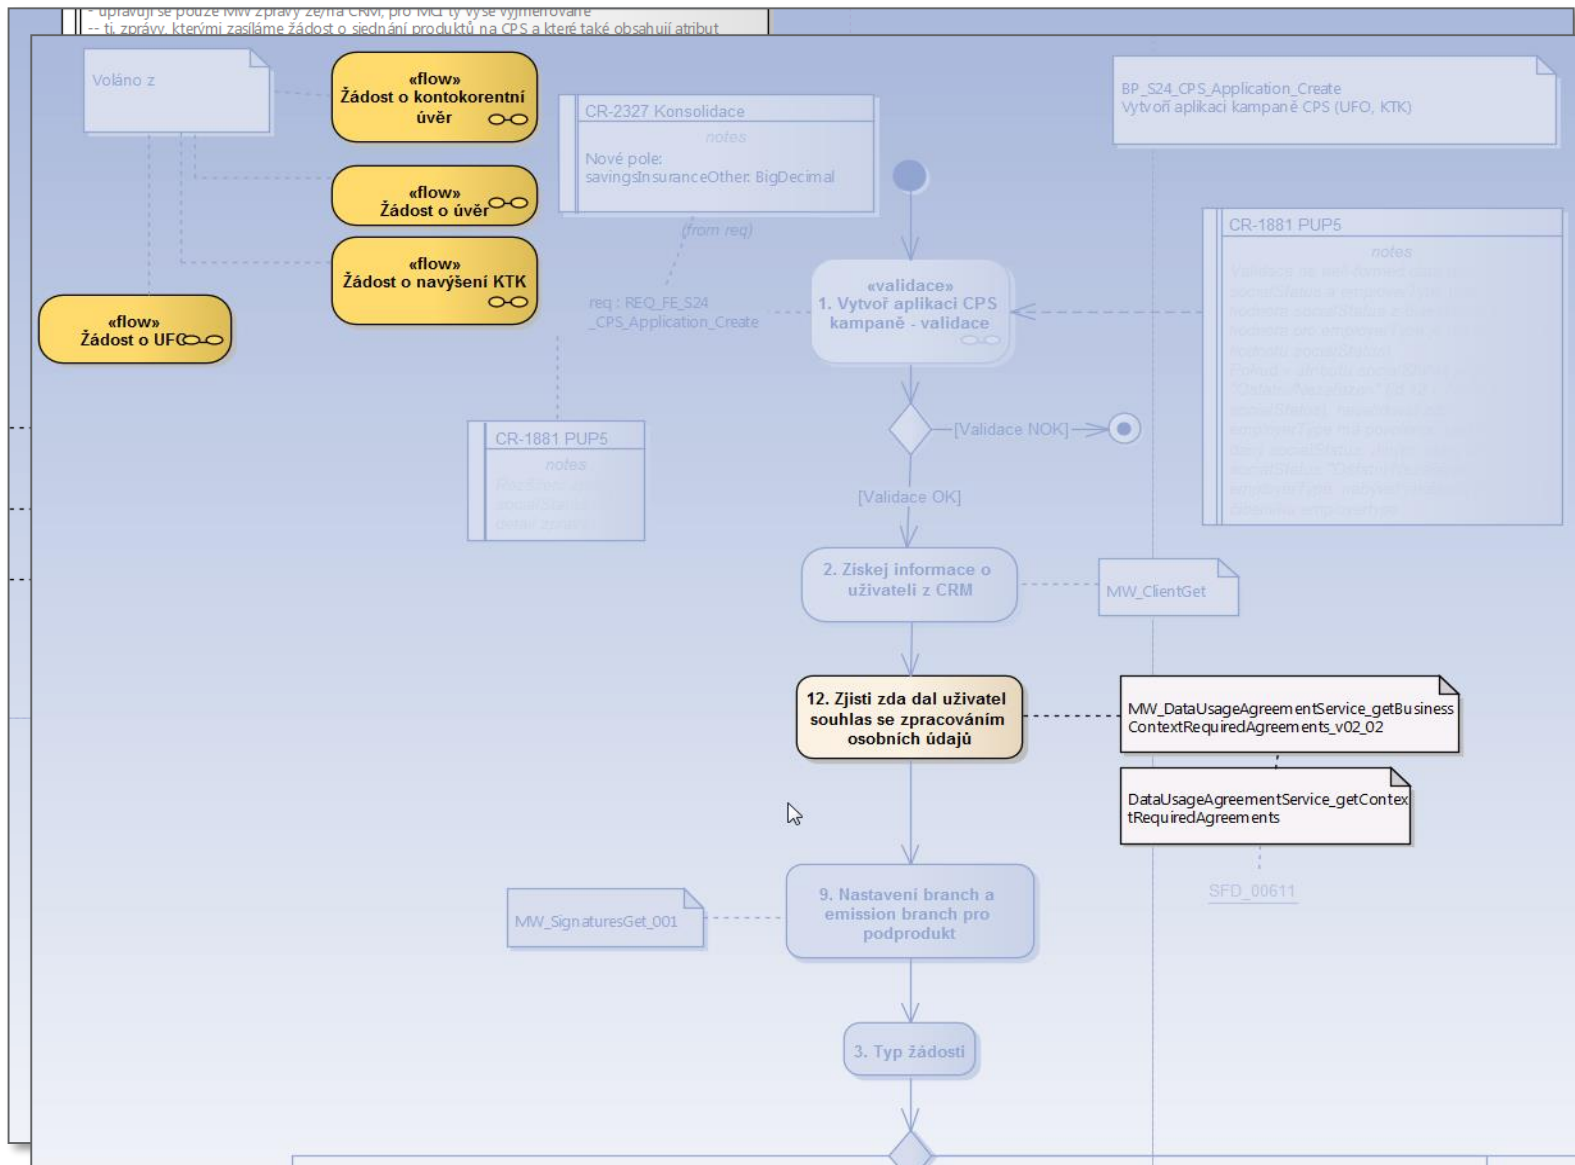 - upravují se pouze MW zprávy ze/na CRM, pro MCI ty výše vyjmenované
-- tj. zprávy, kterými zasíláme žádost o sjednání produktů na CPS a které také obsahují atribut
Voláno z
«flow»
Žádost o kontokorentní
úvěr
«flow»
Žádost o úvěr
«flow»
Žádost o navýšení KTK
«flow»
Žádost o UFO
CR-2327 Konsolidace
notes
Nové pole:
savingsInsuranceOther: BigDecimal
(from req)
BP_S24_CPS_Application_Create
Vytvoří aplikaci kampaně CPS (UFO, KTK)
req : REQ_FE_S24
_CPS_Application_Create
«validace»
1. Vytvoř aplikaci CPS
kampaně - validace
CR-1881 PUP5
notes
CR-1881 PUP5
notes
[Validace NOK]
[Validace OK]
2. Získej informace o
uživateli z CRM
MW_ClientGet
12. Zjisti zda dal uživatel
souhlas se zpracováním
osobních údajů
MW_DataUsageAgreementService_getBusiness
ContextRequiredAgreements_v02_02
DataUsageAgreementService_getContex
tRequiredAgreements
SFD_00611
9. Nastavení branch a
emission branch pro
podprodukt
MW_SignaturesGet_001
3. Typ žádosti